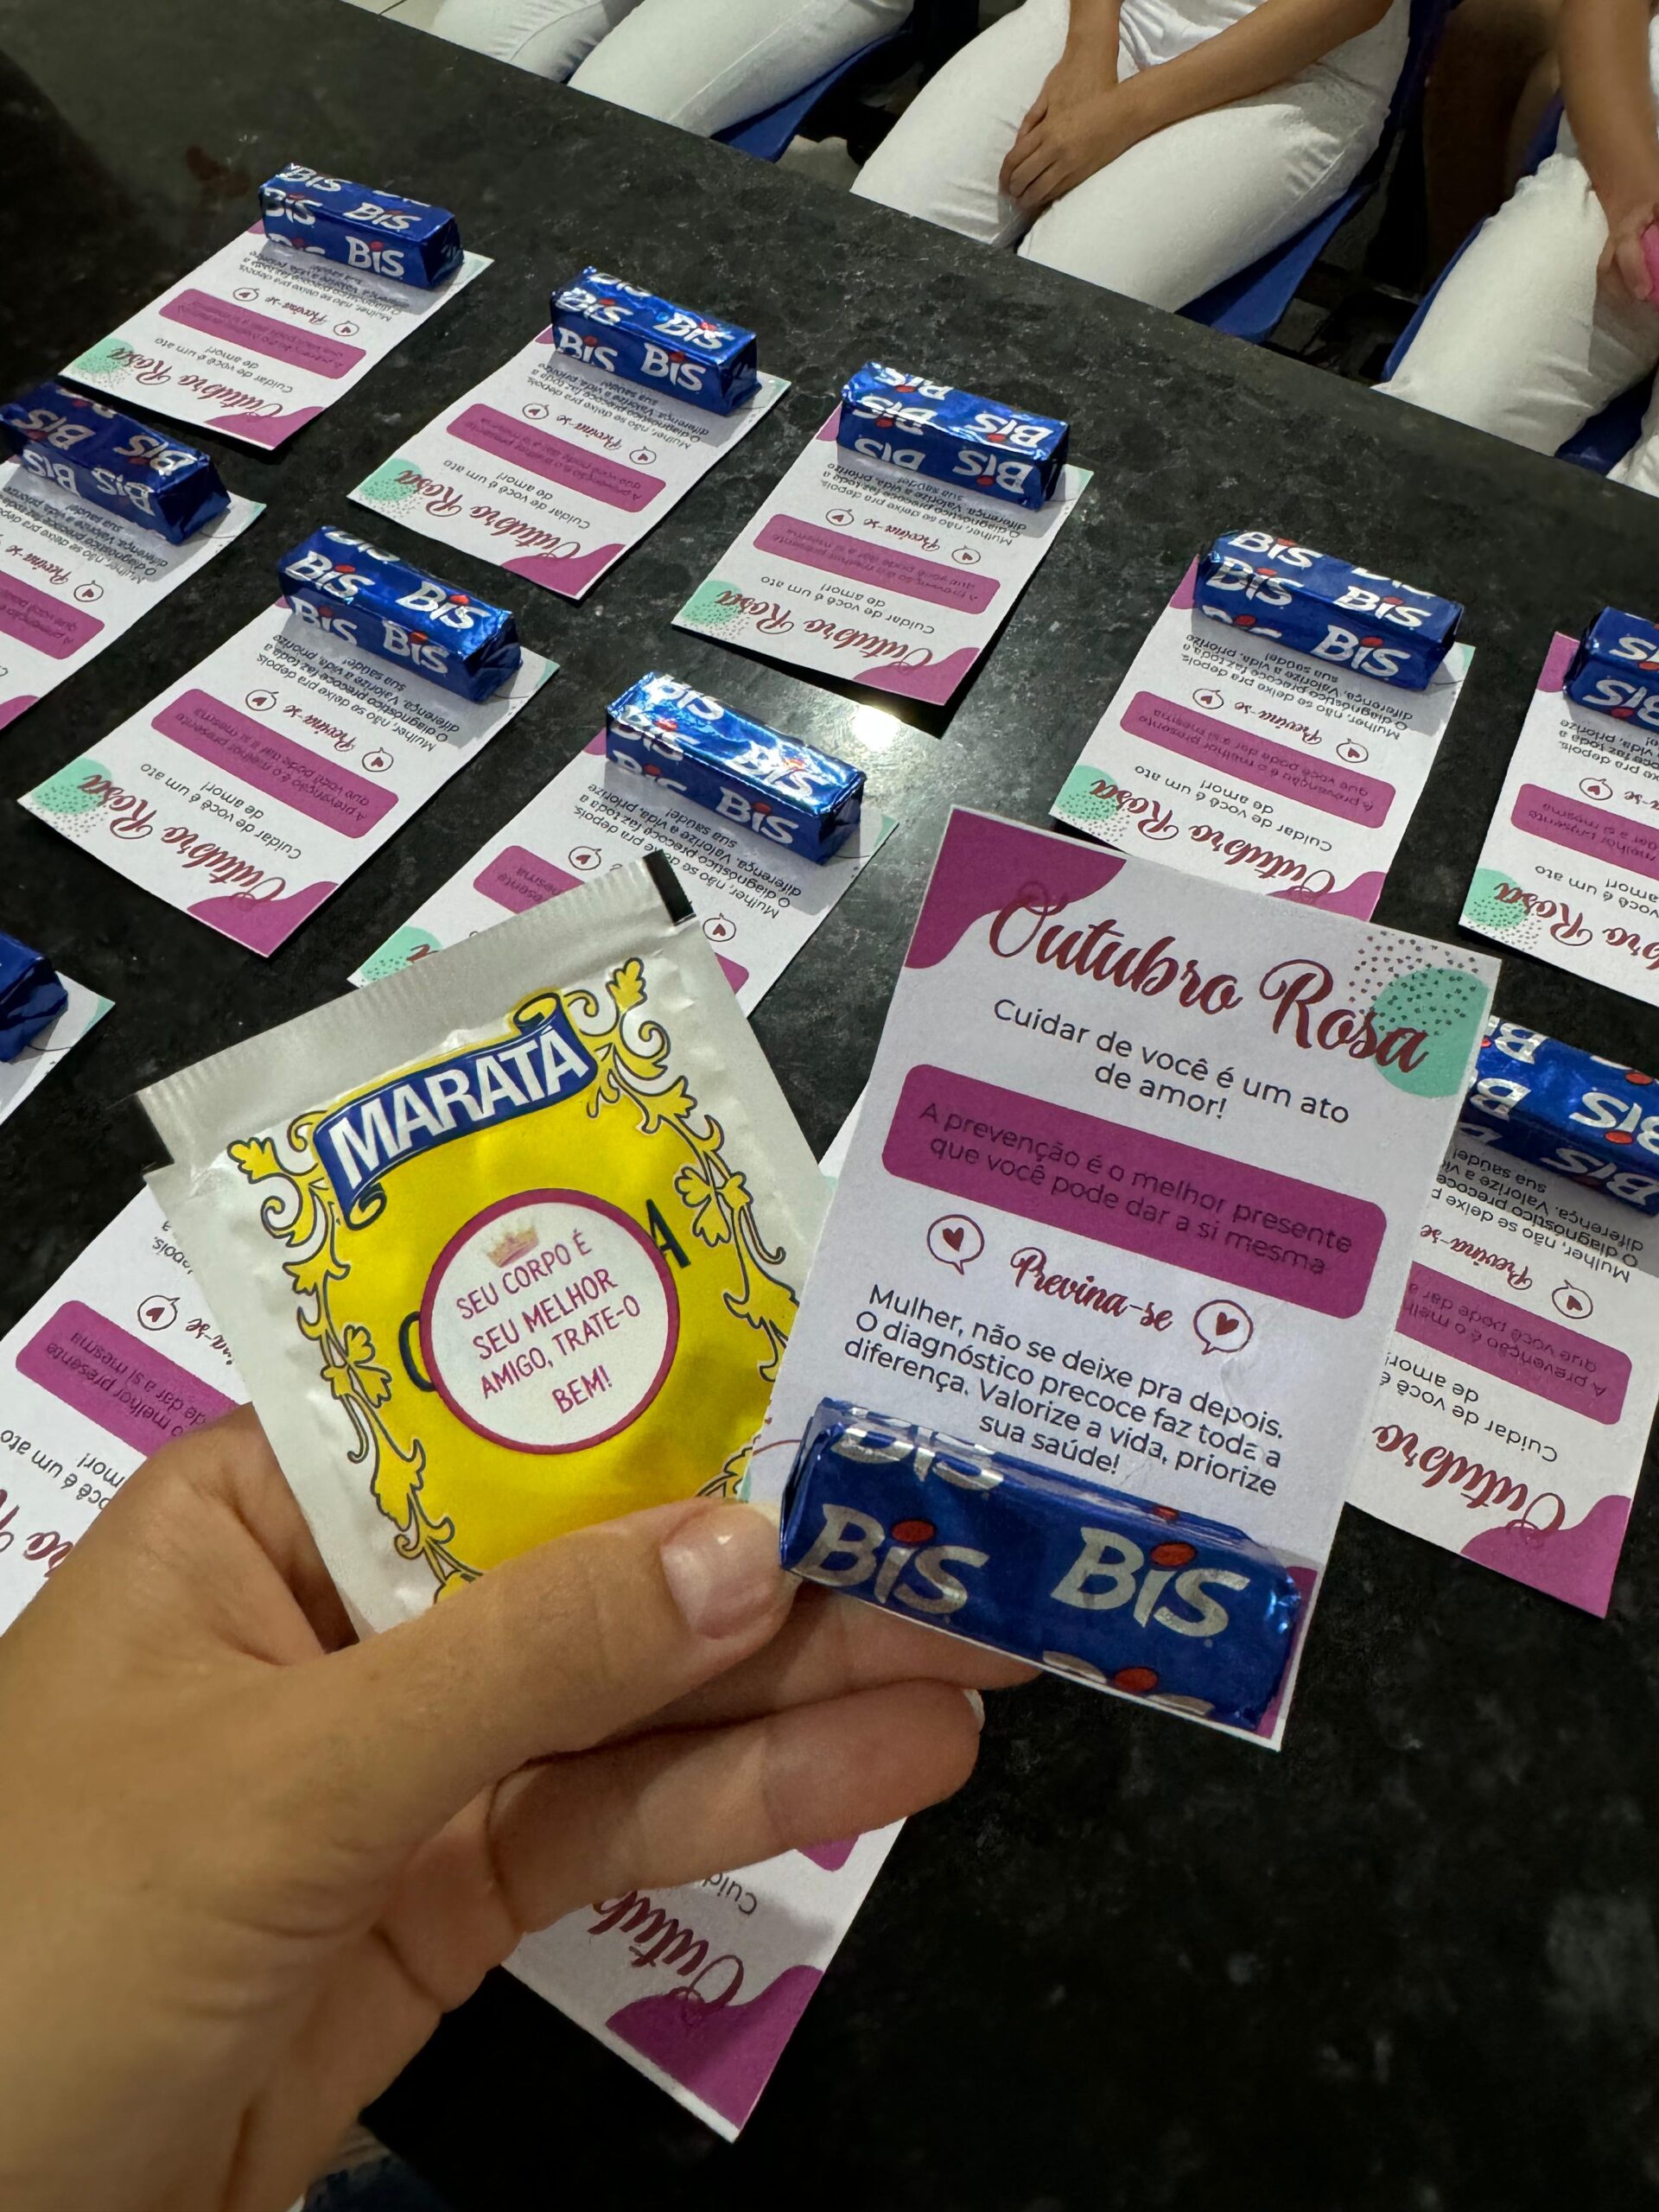 MARATÁ
SEU CORPO É
SEU MELHOR
AMIGO, TRATE-O
BEM!
Outubro Rosa
Cuidar de você é um ato
de amor!
A prevenção é o melhor presente
que você pode dar a si mesma
Previna-se
Mulher, não se deixe pra depois.
O diagnóstico precoce faz toda a
diferença. Valorize a vida, priorize
sua saúde!
BIS
BIS BIS